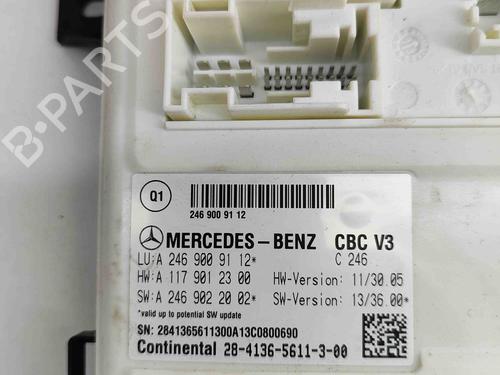 B-PARTS
Q1
246 900 91 12
MERCEDES-BENZ CBC V3
LU:A 246 900 91 12* C 246
HW:A 117 901 23 00 HW-Version: 11/30.05
SW:A 246 902 20 02* SW-Version: 13/36.00*
*valid up to potential SW update
SN: 2841365611300A13C0800690
Continental 28-4136-5611-3-00